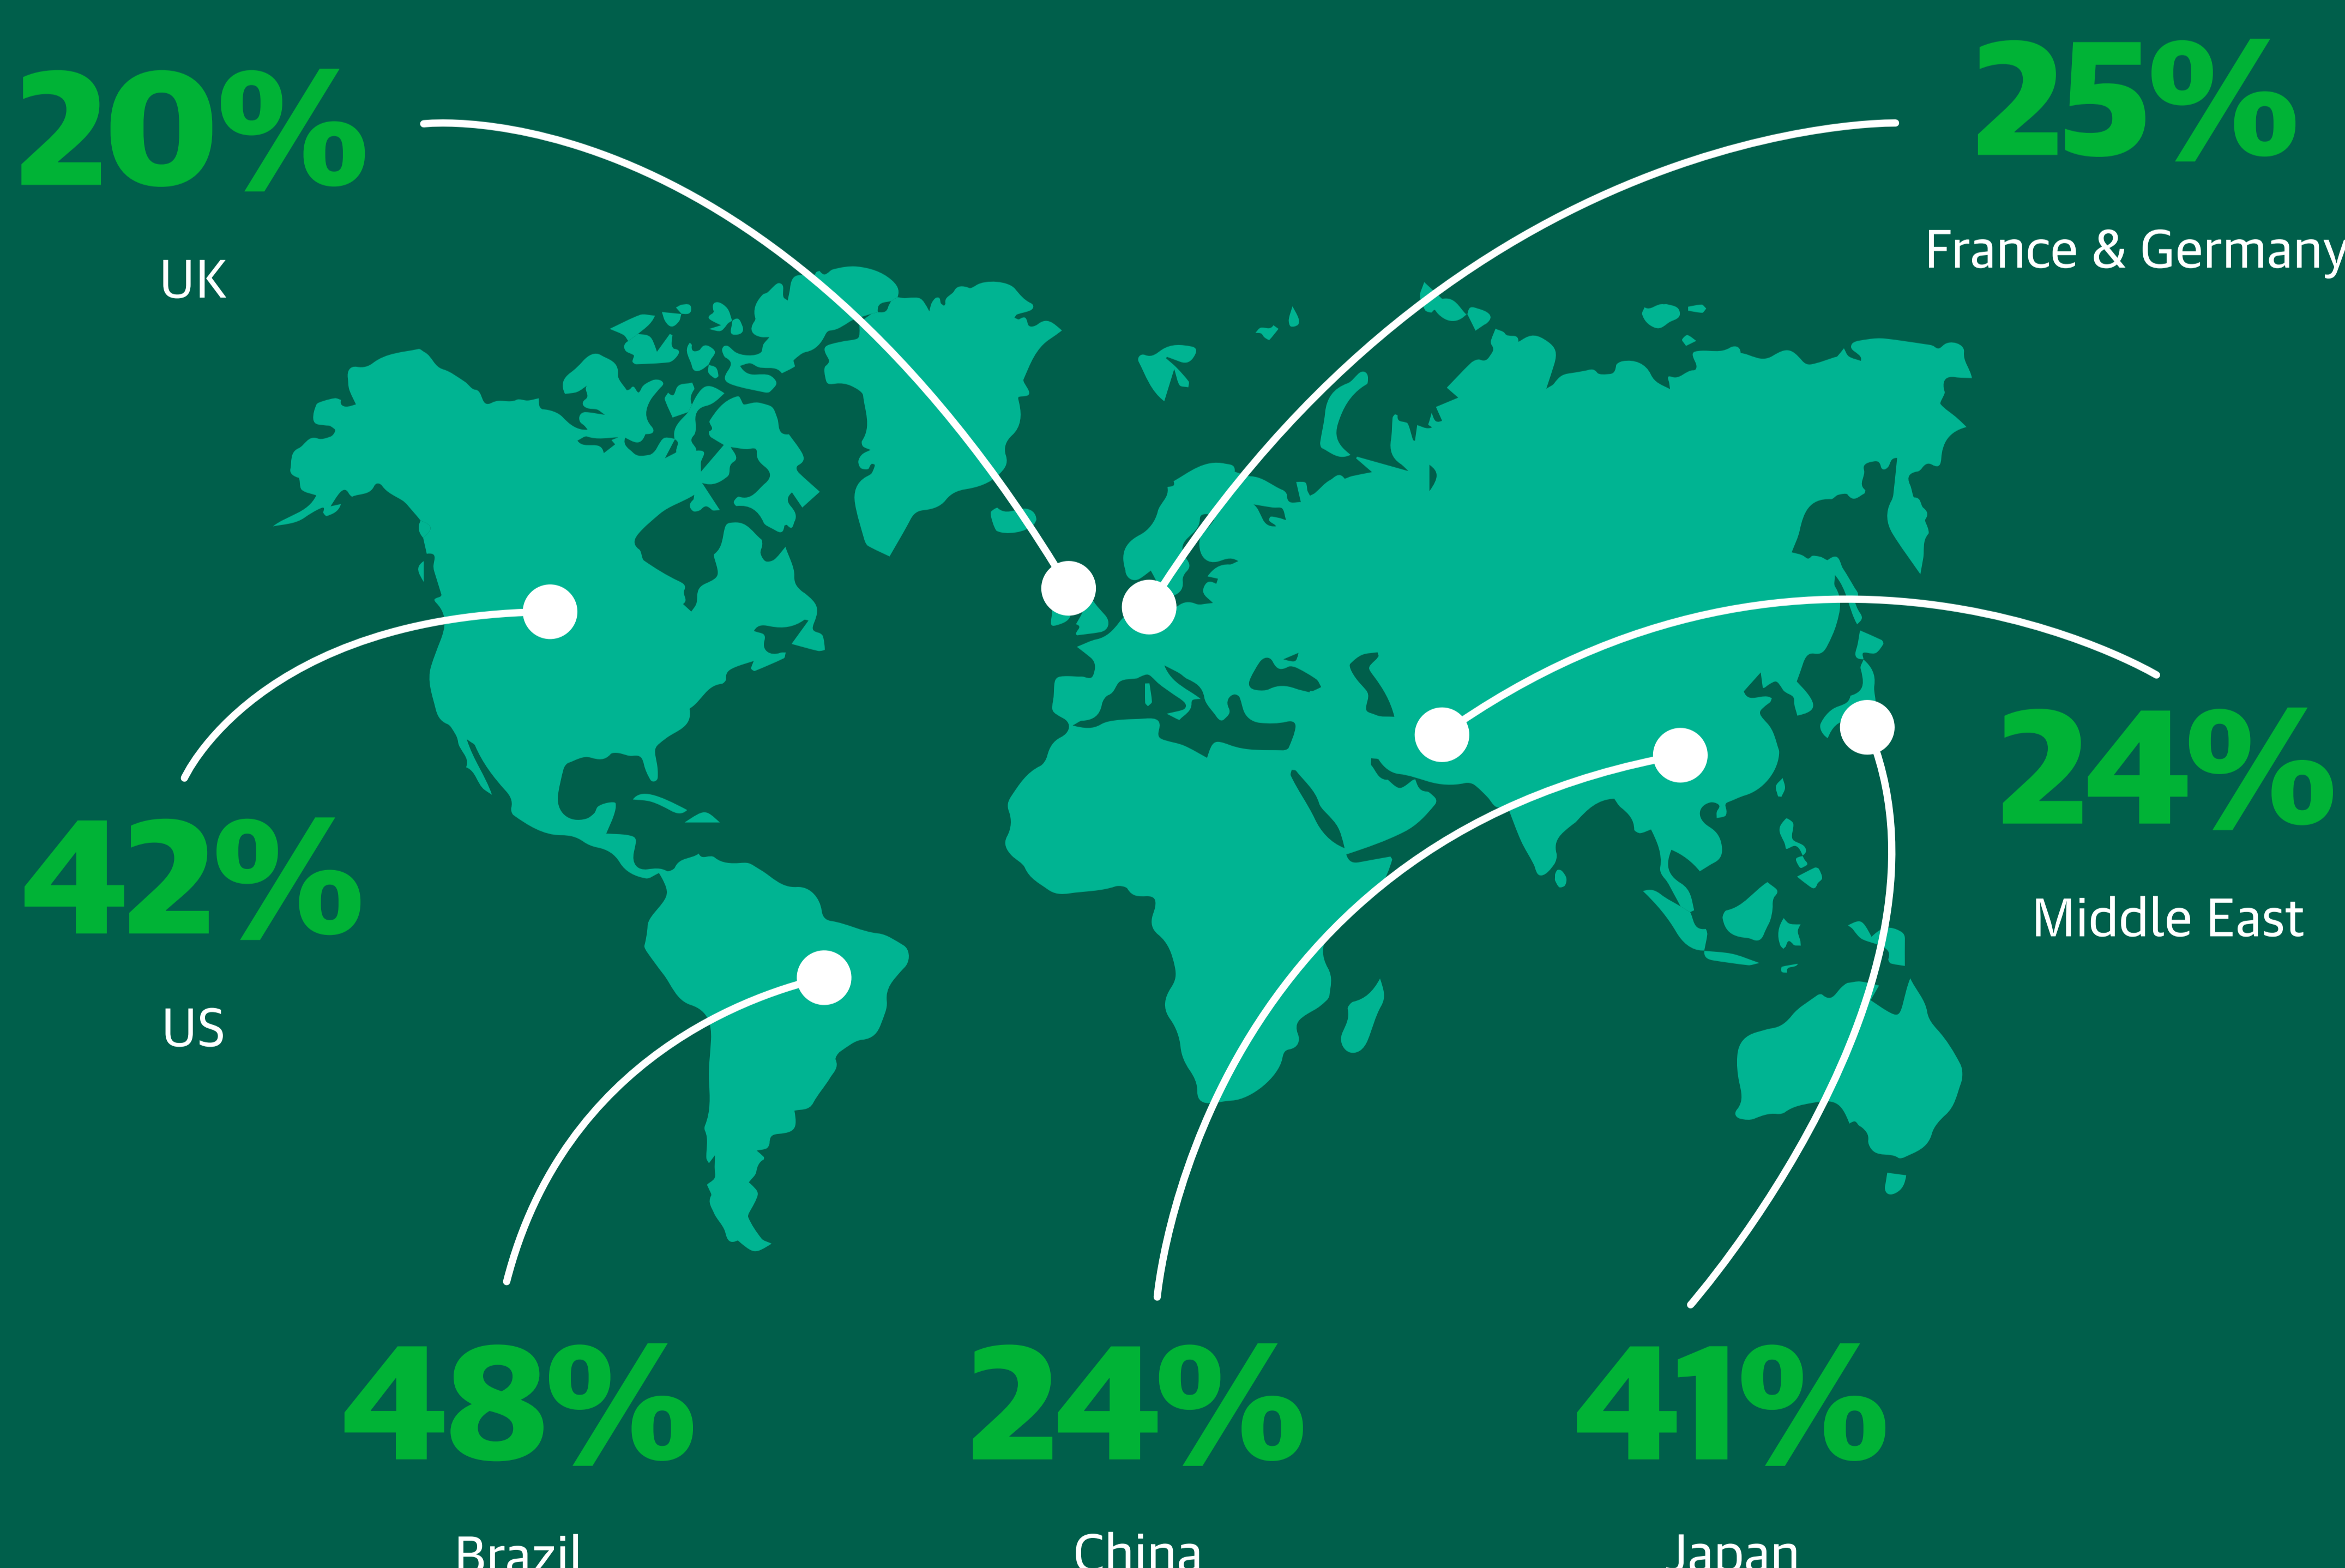 20%
UK
25%
France & Germany
42%
US
24%
Middle East
48%
Brazil
24%
China
41%
Japan